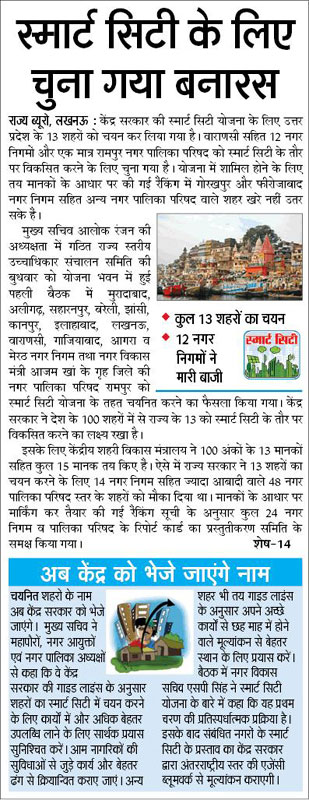 स्मार्ट सिटी के लिए
चुना गया बनारस
राज्य ब्यूरो, लखनऊ : केंद्र सरकार की स्मार्ट सिटी योजना के लिए उत्तर
प्रदेश के 13 शहरों को चयन कर लिया गया है। वाराणसी सहित 12 नगर
निगमों और एक मात्र रामपुर नगर पालिका परिषद को स्मार्ट सिटी के तौर
पर विकसित करने के लिए चुना गया है। योजना में शामिल होने के लिए
तय मानकों के आधार पर की गई रैंकिंग में गोरखपुर और फीरोजाबाद
नगर निगम सहित अन्य नगर पालिका परिषद वाले शहर खरे नहीं उतर
सके है।
मुख्य सचिव आलोक रंजन की
अध्यक्षता में गठित राज्य स्तरीय
उच्चाधिकार संचालन समिति की
बुधवार को योजना भवन में हुई
पहली बैठक में मुरादाबाद,
अलीगढ़, सहारनपुर, बरेली, झांसी,
कानपुर, इलाहाबाद, लखनऊ,
वाराणसी, गाजियाबाद, आगरा व
मेरठ नगर निगम तथा नगर विकास
मंत्री आजम खां के गृह जिले की
नगर पालिका परिषद रामपुर को
स्मार्ट सिटी योजना के तहत चयनित करने का फैसला किया गया। केंद्र
सरकार ने देश के 100 शहरों में से राज्य के 13 को स्मार्ट सिटी के तौर पर
विकसित करने का लक्ष्य रखा है।
कुल 13 शहरों का चयन
12 नगर
निगमों ने
मारी बाजी
स्मार्ट सिटी
इसके लिए केंद्रीय शहरी विकास मंत्रालय ने 100 अंकों के 13 मानकों
सहित कुल 15 मानक तय किए है। ऐसे में राज्य सरकार ने 13 शहरों का
चयन करने के लिए 14 नगर निगम सहित ज्यादा आबादी वाले 48 नगर
पालिका परिषद स्तर के शहरों को मौका दिया था। मानकों के आधार पर
मार्किंग कर तैयार की गई रैंकिंग सूची के अनुसार कुल 24 नगर
निगम व पालिका परिषद के रिपोर्ट कार्ड का प्रस्तुतीकरण समिति के
समक्ष किया गया।
शेष-14
अब केंद्र को भेजे जाएंगे नाम
चयनित शहरो के नाम
अब केंद्र सरकार को भेजे
जाएंगे। मुख्य सचिव ने
महापौरों, नगर आयुक्तों
एवं नगर पालिका अध्यक्षों
से कहा कि वे केंद्र
सरकार की गाइड लाइंस के अनुसार
शहरों का स्मार्ट सिटी में चयन करने
के लिए कार्यो में ओर अधिक बेहतर
उपलब्धि लाने के लिए सार्थक प्रयास
सुनिश्चित करें। आम नागरिकों की
सुविधाओं से जुड़े कार्य और बेहतर
ढंग से क्रियान्वित कराए जाएं। अन्य
शहर भी तय गाइड लाइंस
के अनुसार अपने अच्छे
कार्यों से छह माह में होने
वाले मूल्यांकन से बेहतर
स्थान के लिए प्रयास करें।
बैठक में नगर विकास
सचिव एसपी सिंह ने स्मार्ट सिटी
योजना के बारे में कहा कि यह प्रथम
चरण की प्रतिस्पर्धात्मक प्रक्रिया है।
इसके बाद संबंधित नगरों के स्मार्ट
सिटी के प्रस्ताव का केंद्र सरकार
द्वारा अंतरराष्ट्रीय स्तर की एजेंसी
ब्लूमवर्क से मूल्यांकन कराएगी।